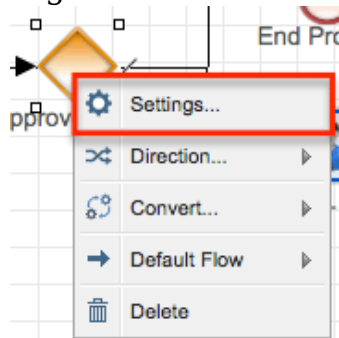 End Pro
pprov
Settings...
Direction...
Convert...
Default Flow
Delete